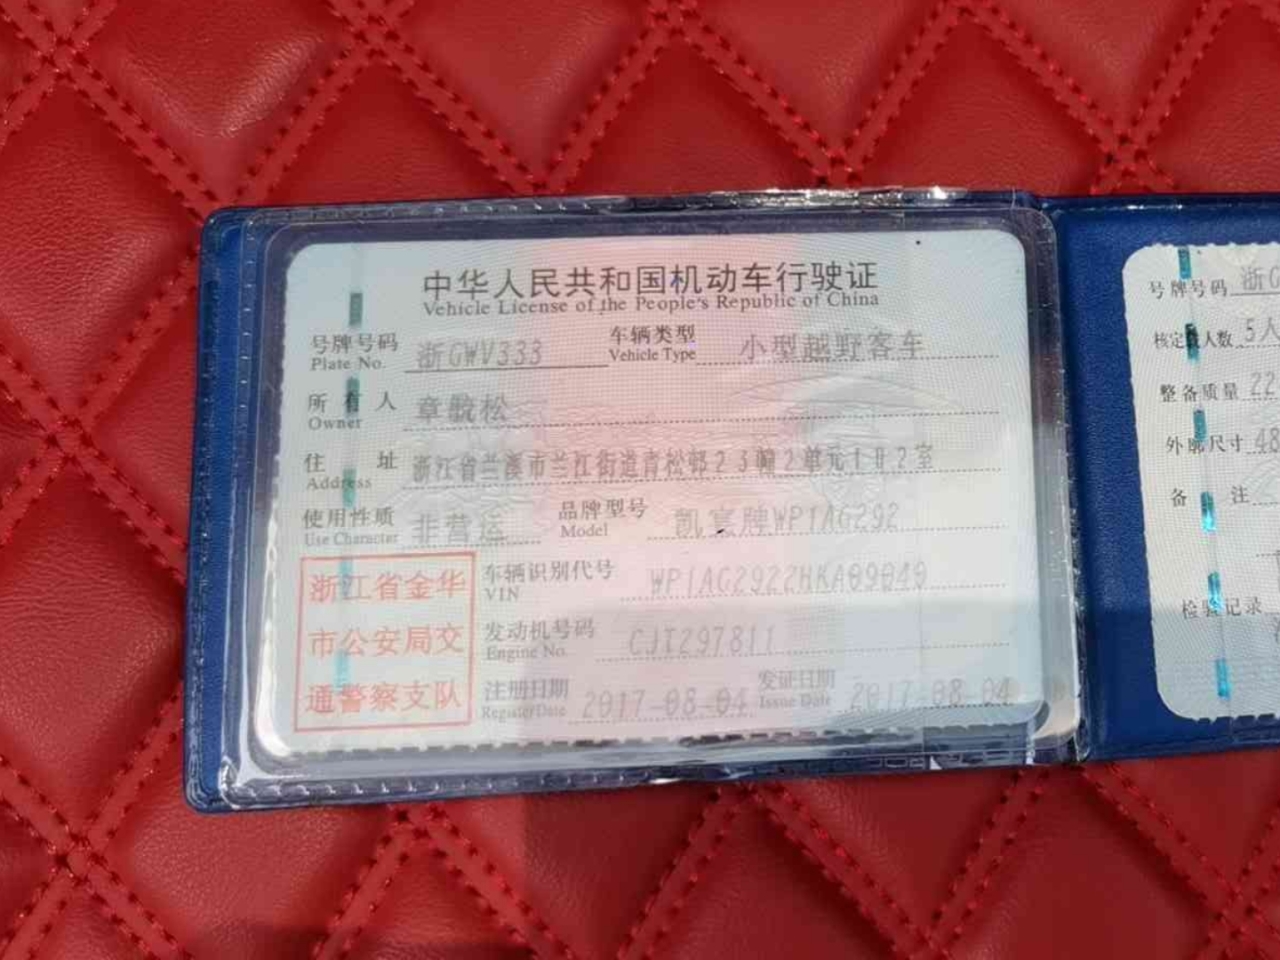 中华人民共和国机动车行驶证
Vehicle License of the People's Republic of China
号牌号码 浙GWV333 车辆类型 小型越野客车
Plate No. Vehicle Type
所有人 章毓松
Owner
住址 浙江省兰溪市兰江街道青松邨23幢2单元102室
Address
使用性质 非营运 品牌型号 凯宴牌WP1AG292
Use Character Model
浙江省金华
市公安局交
通警察支队
车辆识别代号 WP1AG2922HKA09049
VIN
发动机号码 CJT297811
Engine No.
注册日期 2017-08-04 发证日期 2017-08-04
Register Date Issue Date
号牌号码 浙G
核定载人数 5人
整备质量 22
外廓尺寸 48
备注
检验记录